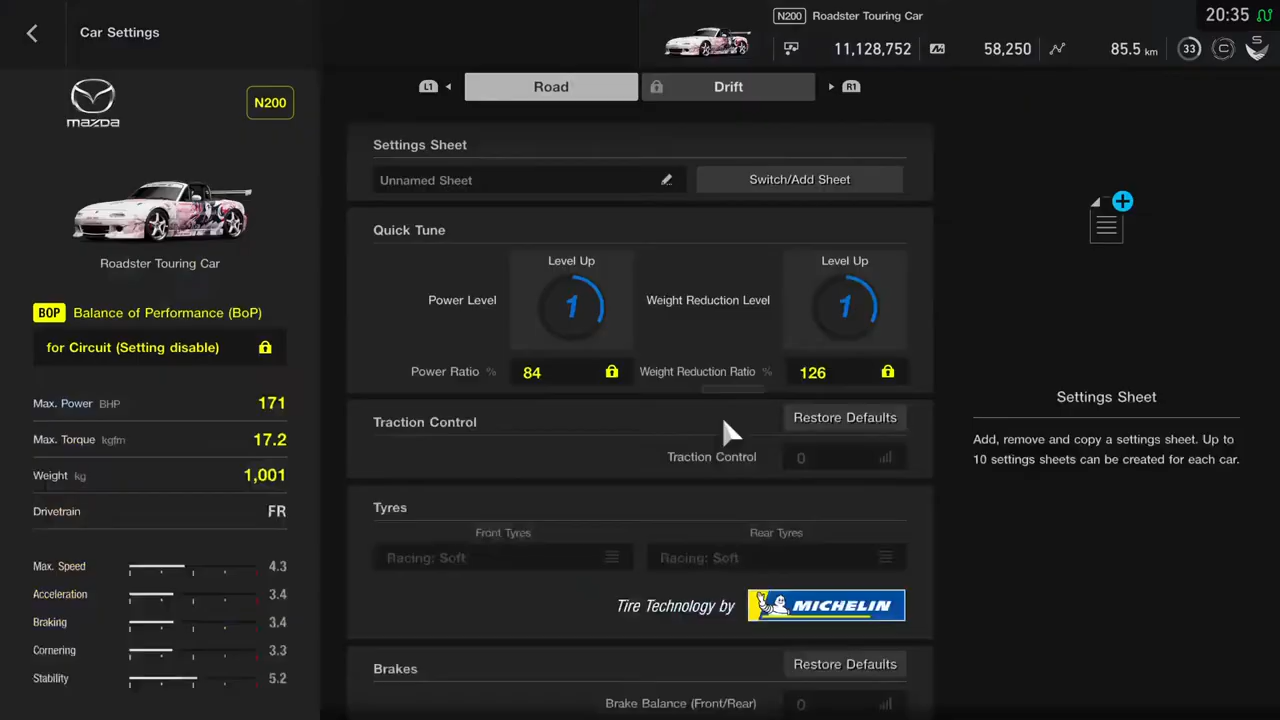 Car Settings
N200 Roadster Touring Car
20:35
11,128,752
58,250
85.5 km
33
C
S
mazda
N200
Roadster Touring Car
BOP Balance of Performance (BoP)
for Circuit (Setting disable)
Max. Power BHP 171
Max. Torque kgfm 17.2
Weight kg 1,001
Drivetrain FR
Max. Speed 4.3
Acceleration 3.4
Braking 3.4
Cornering 3.3
Stability 5.2
L1 Road Drift R1
Settings Sheet
Unnamed Sheet
Switch/Add Sheet
Quick Tune
Level Up Level Up
Power Level 1 Weight Reduction Level 1
Power Ratio % 84 Weight Reduction Ratio % 126
Traction Control Restore Defaults
Traction Control 0
Tyres
Front Tyres Rear Tyres
Racing: Soft Racing: Soft
Tire Technology by MICHELIN
Brakes Restore Defaults
Brake Balance (Front/Rear) 0
Settings Sheet
Add, remove and copy a settings sheet. Up to
10 settings sheets can be created for each car.